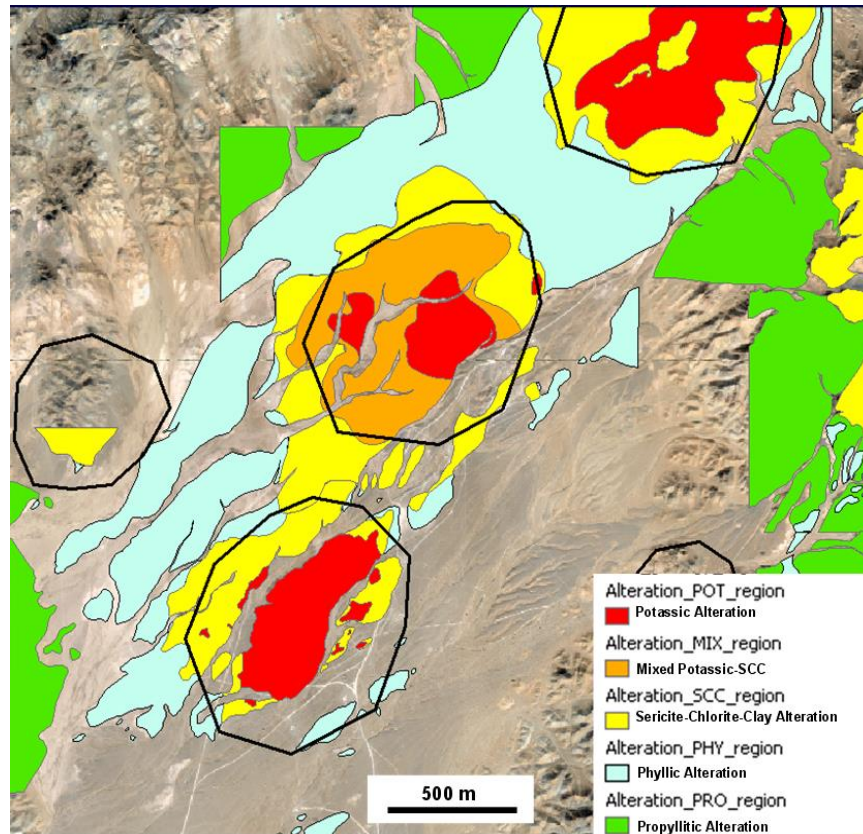 Alteration_POT_region
Potassic Alteration
Alteration_MIX_region
Mixed Potassic-SCC
Alteration_SCC_region
Sericite-Chlorite-Clay Alteration
Alteration_PHY_region
Phyllic Alteration
Alteration_PRO_region
Propyllitic Alteration
500 m